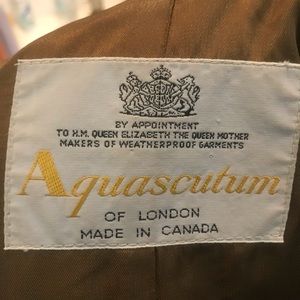 BY APPOINTMENT
TO H.M. QUEEN ELIZABETH THE QUEEN MOTHER
MAKERS OF WEATHERPROOF GARMENTS
Aquascutum
OF LONDON
MADE IN CANADA